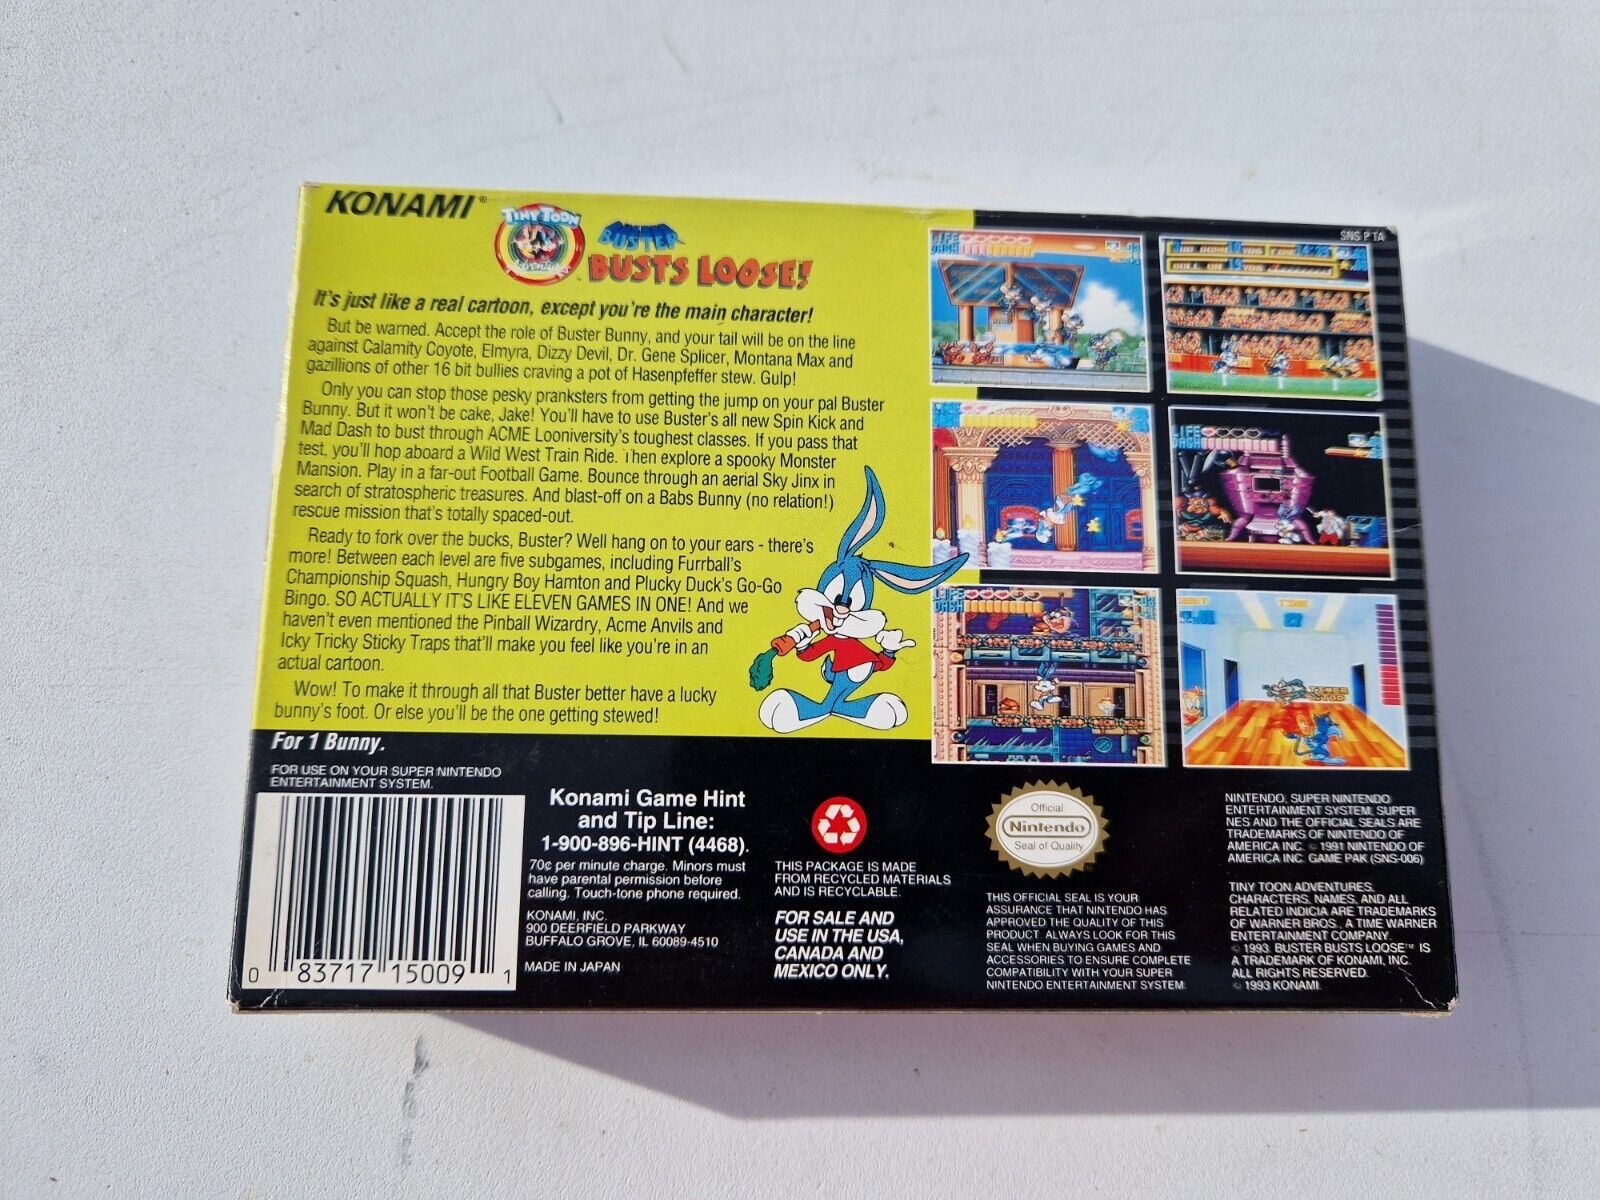 KONAMI®
TINY TOON
Adventures
BUSTER
BUSTS LOOSE!
It's just like a real cartoon, except you're the main character!
But be warned. Accept the role of Buster Bunny, and your tail will be on the line
against Calamity Coyote, Elmyra, Dizzy Devil, Dr. Gene Splicer, Montana Max and
gazillions of other 16 bit bullies craving a pot of Hasenpfeffer stew. Gulp!
Only you can stop those pesky pranksters from getting the jump on your pal Buster
Bunny. But it won't be cake, Jake! You'll have to use Buster's all new Spin Kick and
Mad Dash to bust through ACME Looniversity's toughest classes. If you pass that
test, you'll hop aboard a Wild West Train Ride. Then explore a spooky Monster
Mansion. Play in a far-out Football Game. Bounce through an aerial Sky Jinx in
search of stratospheric treasures. And blast-off on a Babs Bunny (no relation!)
rescue mission that's totally spaced-out.
Ready to fork over the bucks, Buster? Well hang on to your ears - there's
more! Between each level are five subgames, including Furrball's
Championship Squash, Hungry Boy Hamton and Plucky Duck's Go-Go
Bingo. SO ACTUALLY IT'S LIKE ELEVEN GAMES IN ONE! And we
haven't even mentioned the Pinball Wizardry, Acme Anvils and
Icky Tricky Sticky Traps that'll make you feel like you're in an
actual cartoon.
Wow! To make it through all that Buster better have a lucky
bunny's foot. Or else you'll be the one getting stewed!
For 1 Bunny.
FOR USE ON YOUR SUPER NINTENDO
ENTERTAINMENT SYSTEM.
0 83717 15009 1
Konami Game Hint
and Tip Line:
1-900-896-HINT (4468).
70¢ per minute charge. Minors must
have parental permission before
calling. Touch-tone phone required.
KONAMI, INC.
900 DEERFIELD PARKWAY
BUFFALO GROVE, IL 60089-4510
MADE IN JAPAN
THIS PACKAGE IS MADE
FROM RECYCLED MATERIALS
AND IS RECYCLABLE.
FOR SALE AND
USE IN THE USA,
CANADA AND
MEXICO ONLY.
SNS P TA
LIFE
DASH
LIFE
DASH
LIFE
DASH
LIFE
DASH
TIME
27
Official
Nintendo
Seal of Quality
THIS OFFICIAL SEAL IS YOUR
ASSURANCE THAT NINTENDO HAS
APPROVED THE QUALITY OF THIS
PRODUCT. ALWAYS LOOK FOR THIS
SEAL WHEN BUYING GAMES AND
ACCESSORIES TO ENSURE COMPLETE
COMPATIBILITY WITH YOUR SUPER
NINTENDO ENTERTAINMENT SYSTEM
NINTENDO, SUPER NINTENDO
ENTERTAINMENT SYSTEM, SUPER
NES AND THE OFFICIAL SEALS ARE
TRADEMARKS OF NINTENDO OF
AMERICA INC. © 1991 NINTENDO OF
AMERICA INC. GAME PAK (SNS-006)
TINY TOON ADVENTURES,
CHARACTERS, NAMES, AND ALL
RELATED INDICIA ARE TRADEMARKS
OF WARNER BROS., A TIME WARNER
ENTERTAINMENT COMPANY
© 1993. BUSTER BUSTS LOOSE™ IS
A TRADEMARK OF KONAMI, INC.
ALL RIGHTS RESERVED.
© 1993 KONAMI.